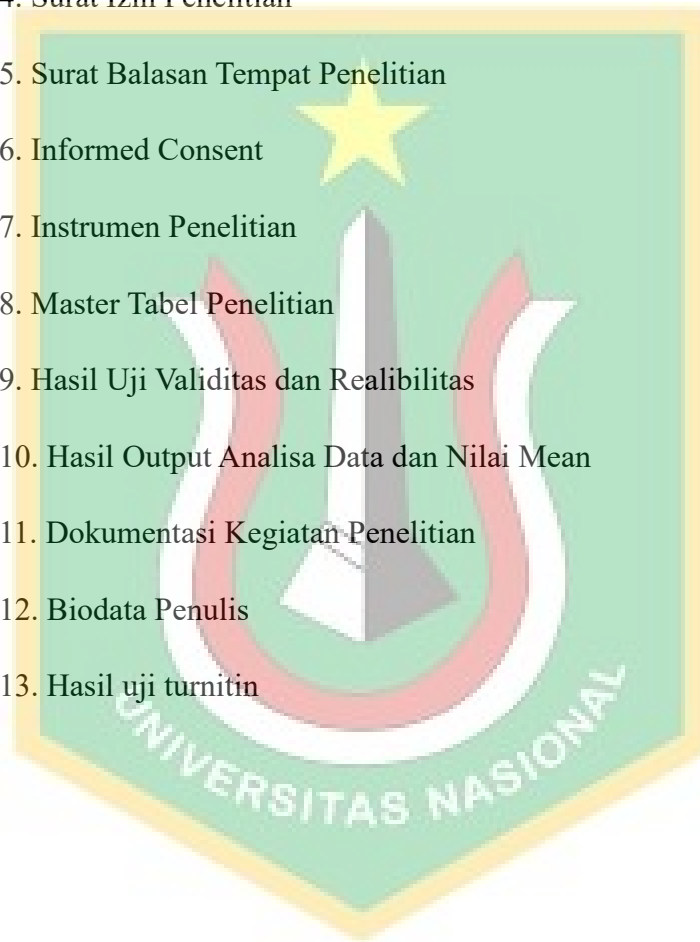 5. Surat Balasan Tempat Penelitian
6. Informed Consent
7. Instrumen Penelitian
8. Master Tabel Penelitian
9. Hasil Uji Validitas dan Realibilitas
10. Hasil Output Analisa Data dan Nilai Mean
11. Dokumentasi Kegiatan Penelitian
12. Biodata Penulis
13. Hasil uji turnitin
UNIVERSITAS NASIONAL